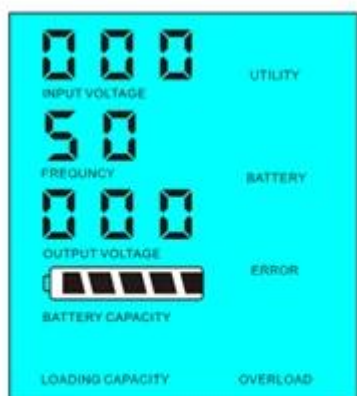 000
UTILITY
INPUT VOLTAGE
50
FREQUNCY
BATTERY
000
OUTPUT VOLTAGE
ERROR
BATTERY CAPACITY
LOADING CAPACITY
OVERLOAD